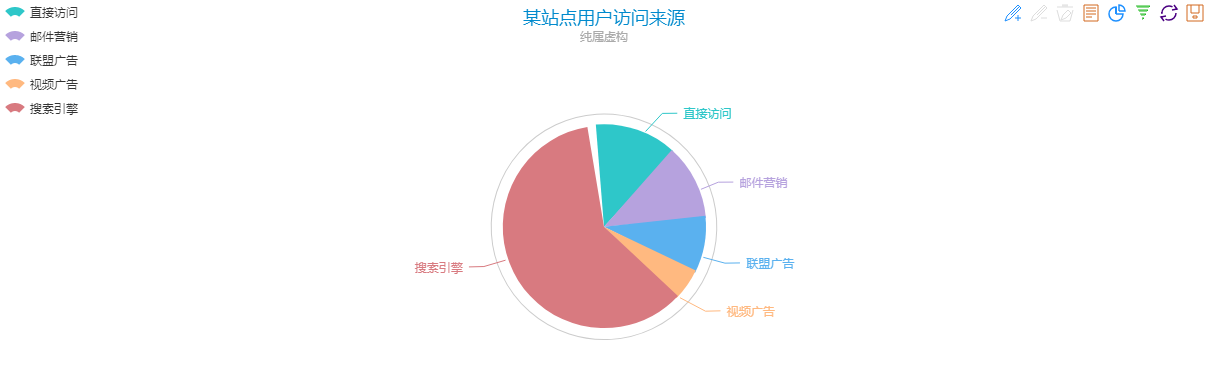 直接访问
邮件营销
联盟广告
视频广告
搜索引擎
某站点用户访问来源
纯属虚构
直接访问
邮件营销
联盟广告
视频广告
搜索引擎